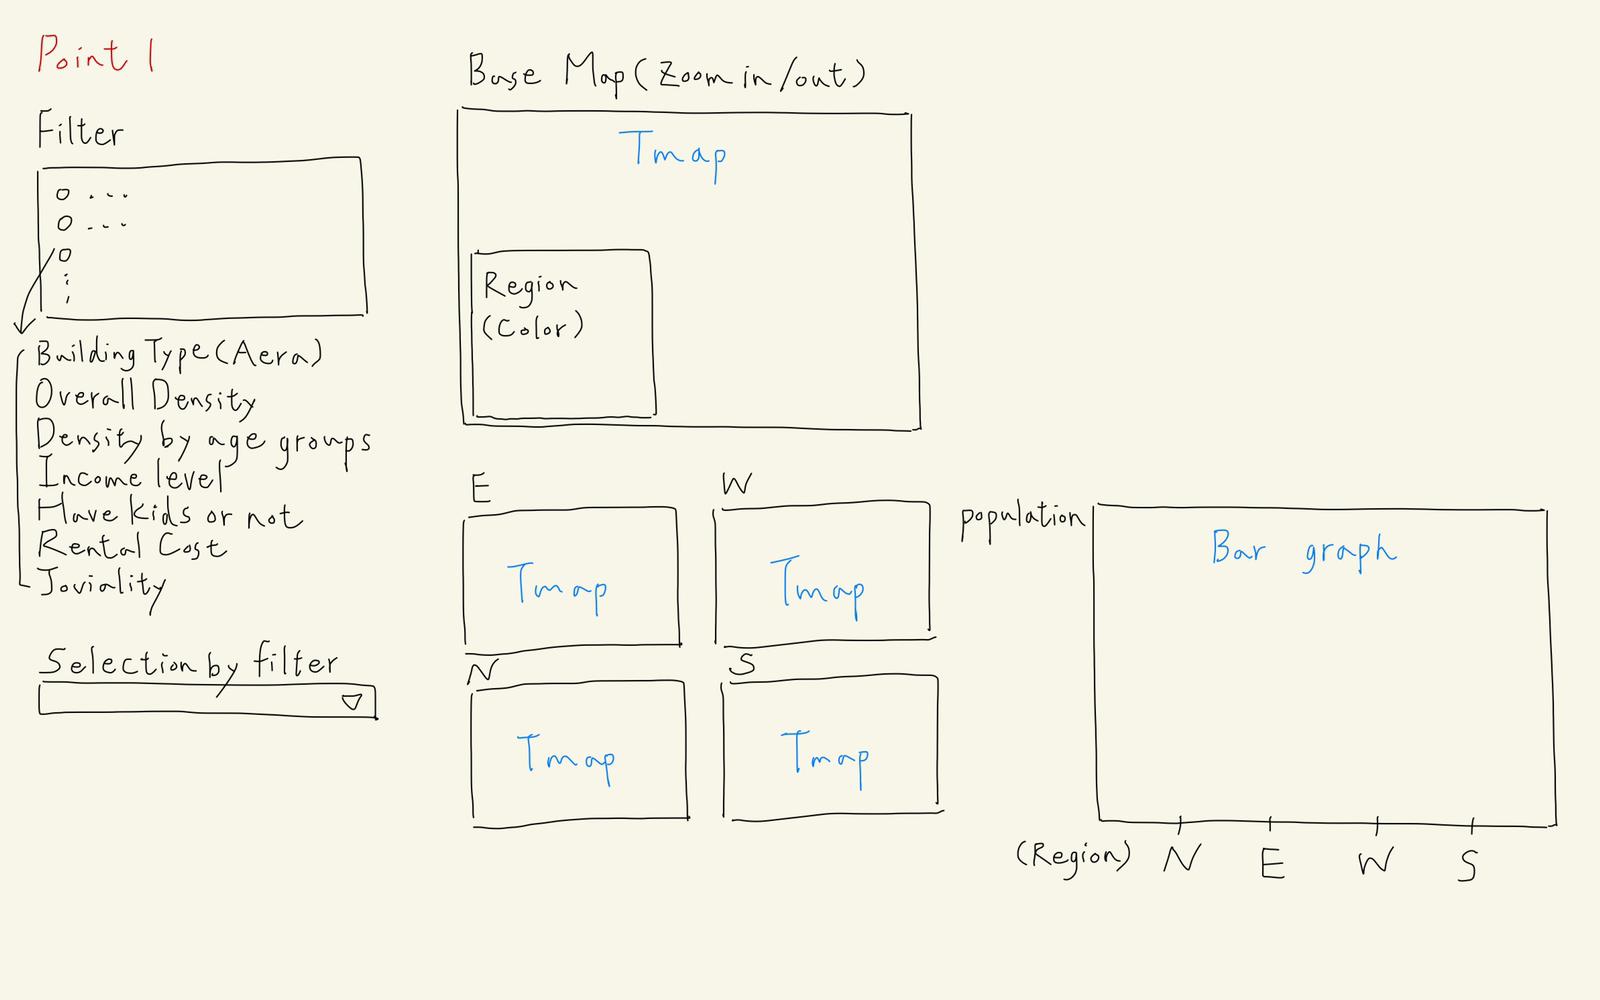 Point 1
Filter
Building Type (Aera)
Overall Density
Density by age groups
Income level
Have kids or not
Rental Cost
Joviality
Selection by filter
Base Map (Zoom in/out)
Tmap
Region
(Color)
E
Tmap
W
Tmap
N
Tmap
S
Tmap
population
Bar graph
(Region) N E W S